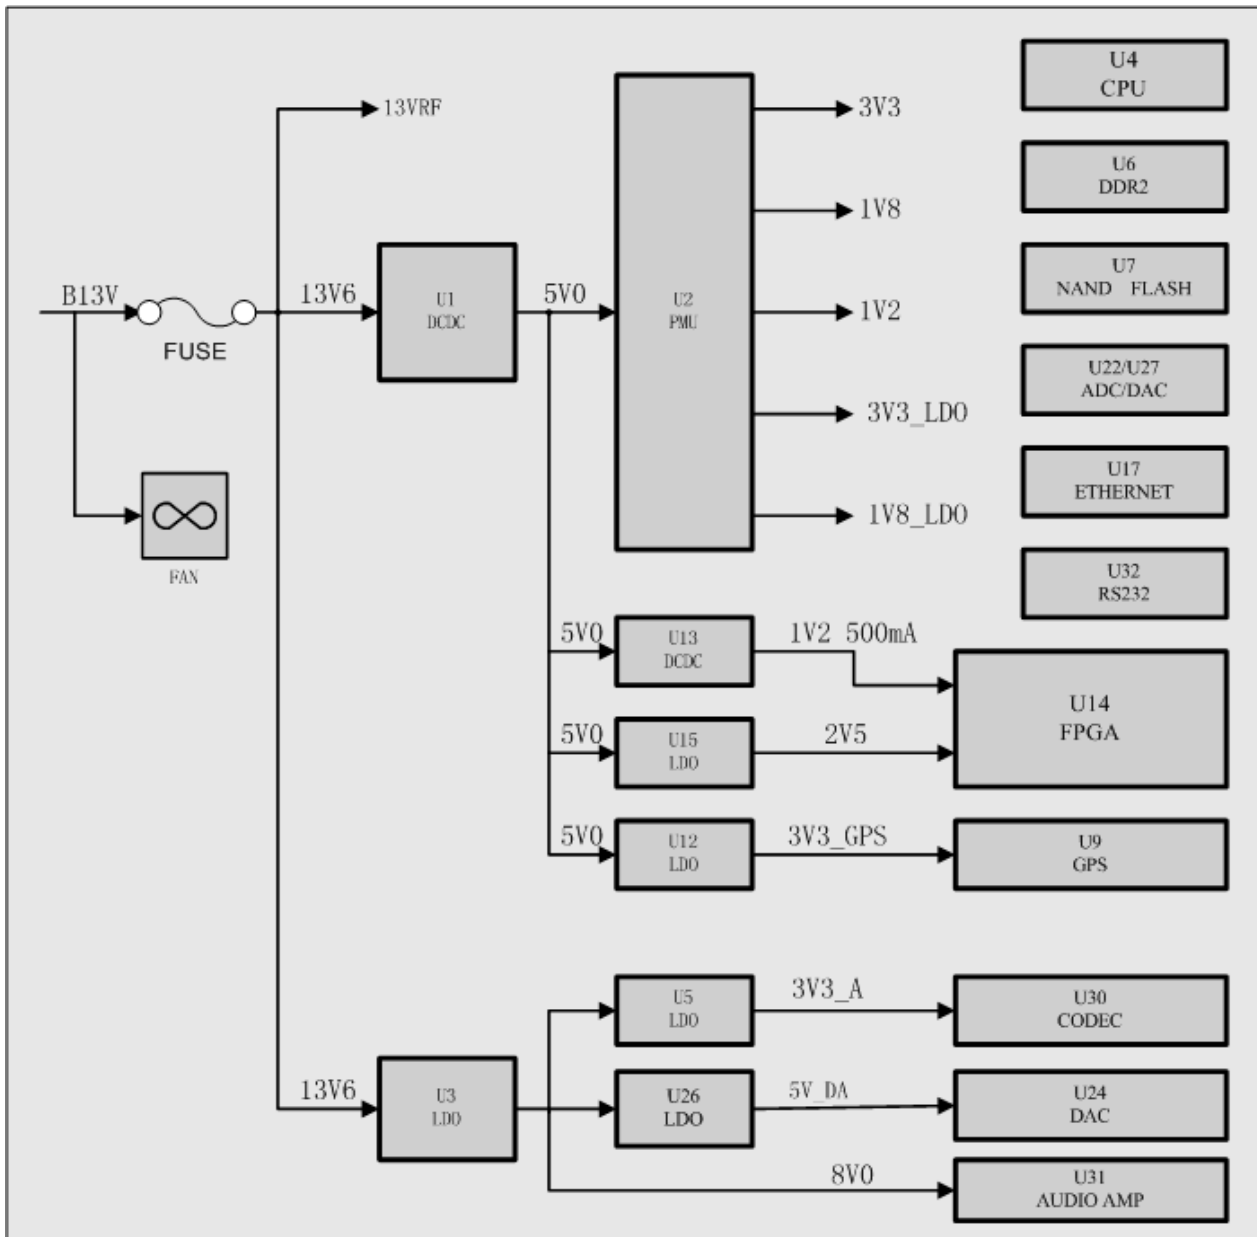 U4
CPU
13VRF
3V3
U6
DDR2
1V8
B13V
FUSE
13V6
U1
DCDC
5V0
U2
PMU
1V2
U7
NAND FLASH
U22/U27
ADC/DAC
3V3_LDO
U17
ETHERNET
1V8_LDO
FAN
U32
RS232
5V0
U13
DCDC
1V2 500mA
U14
FPGA
5V0
U15
LDO
2V5
5V0
U12
LDO
3V3_GPS
U9
GPS
U5
LDO
3V3_A
U30
CODEC
13V6
U3
LDO
U26
LDO
5V_DA
U24
DAC
8V0
U31
AUDIO AMP